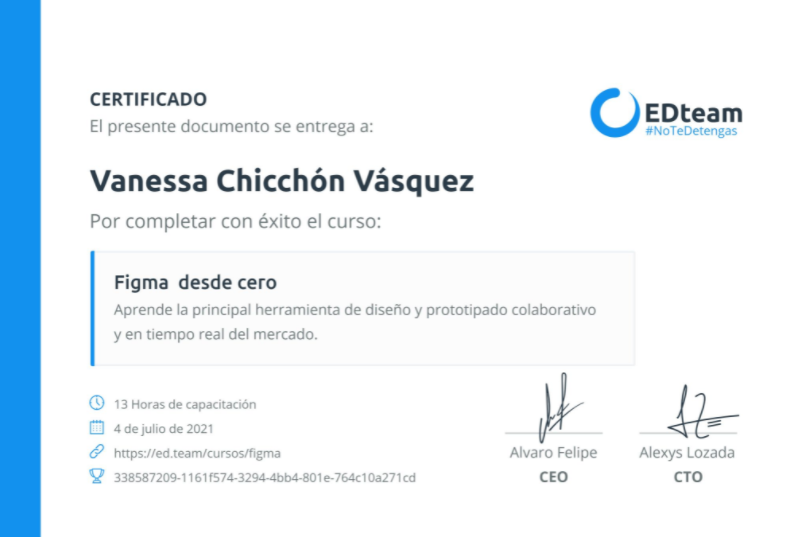 CERTIFICADO
El presente documento se entrega a:
EDteam
#NoTeDetengas
Vanessa Chicchón Vásquez
Por completar con éxito el curso:
Figma desde cero
Aprende la principal herramienta de diseño y prototipado colaborativo
y en tiempo real del mercado.
13 Horas de capacitación
4 de julio de 2021
https://ed.team/cursos/figma
338587209-1161f574-3294-4bb4-801e-764c10a271cd
Alvaro Felipe
CEO
Alexys Lozada
CTO